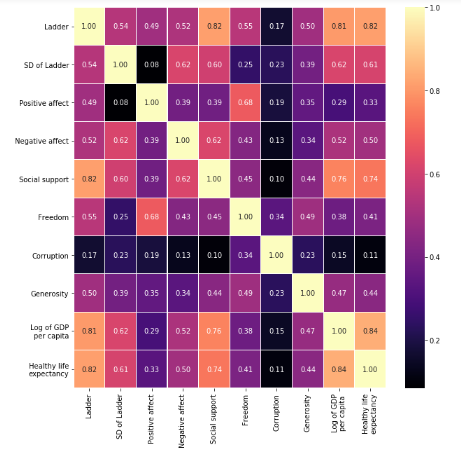 Ladder 1.00 0.54 0.49 0.52 0.82 0.55 0.17 0.50 0.81 0.82
SD of Ladder 0.54 1.00 0.08 0.62 0.60 0.25 0.23 0.39 0.62 0.61
Positive affect 0.49 0.08 1.00 0.39 0.39 0.68 0.19 0.35 0.29 0.33
Negative affect 0.52 0.62 0.39 1.00 0.62 0.43 0.13 0.34 0.52 0.50
Social support 0.82 0.60 0.39 0.62 1.00 0.45 0.10 0.44 0.76 0.74
Freedom 0.55 0.25 0.68 0.43 0.45 1.00 0.34 0.49 0.38 0.41
Corruption 0.17 0.23 0.19 0.13 0.10 0.34 1.00 0.23 0.15 0.11
Generosity 0.50 0.39 0.35 0.34 0.44 0.49 0.23 1.00 0.47 0.44
Log of GDP
per capita 0.81 0.62 0.29 0.52 0.76 0.38 0.15 0.47 1.00 0.84
Healthy life
expectancy 0.82 0.61 0.33 0.50 0.74 0.41 0.11 0.44 0.84 1.00
Ladder
SD of Ladder
Positive affect
Negative affect
Social support
Freedom
Corruption
Generosity
Log of GDP
per capita
Healthy life
expectancy
1.0
0.8
0.6
0.4
0.2